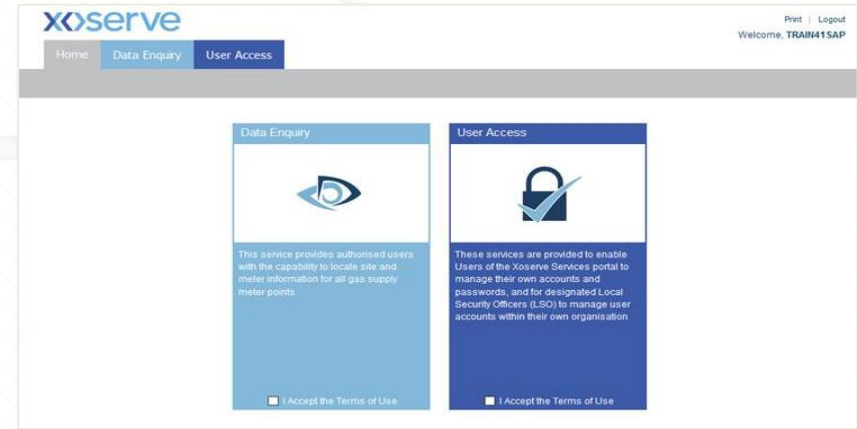 xoserve
Print | Logout
Welcome, TRAIN41SAP
Home Data Enquiry User Access
Data Enquiry
This service provides authorised users
with the capability to locate site and
meter information for all gas supply
meter points.
I Accept the Terms of Use
User Access
These services are provided to enable
Users of the Xoserve Services portal to
manage their own accounts and
passwords, and for designated Local
Security Officers (LSO) to manage user
accounts within their own organisation
I Accept the Terms of Use